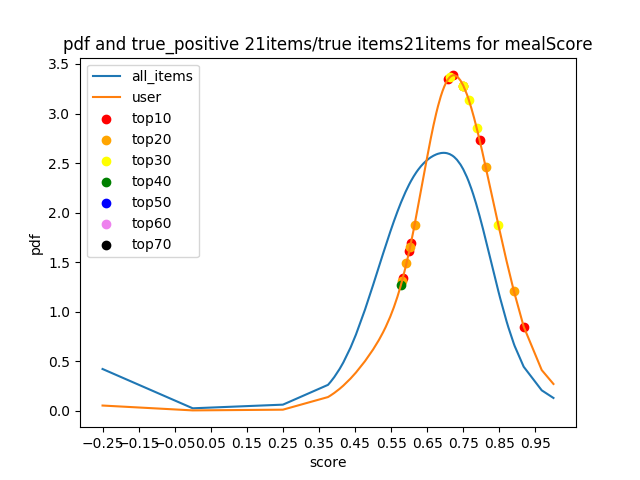 pdf and true_positive 21items/true items21items for mealScore
all_items
user
top10
top20
top30
top40
top50
top60
top70
pdf
3.5
3.0
2.5
2.0
1.5
1.0
0.5
0.0
−0.25 −0.15 −0.05 0.05 0.15 0.25 0.35 0.45 0.55 0.65 0.75 0.85 0.95
score